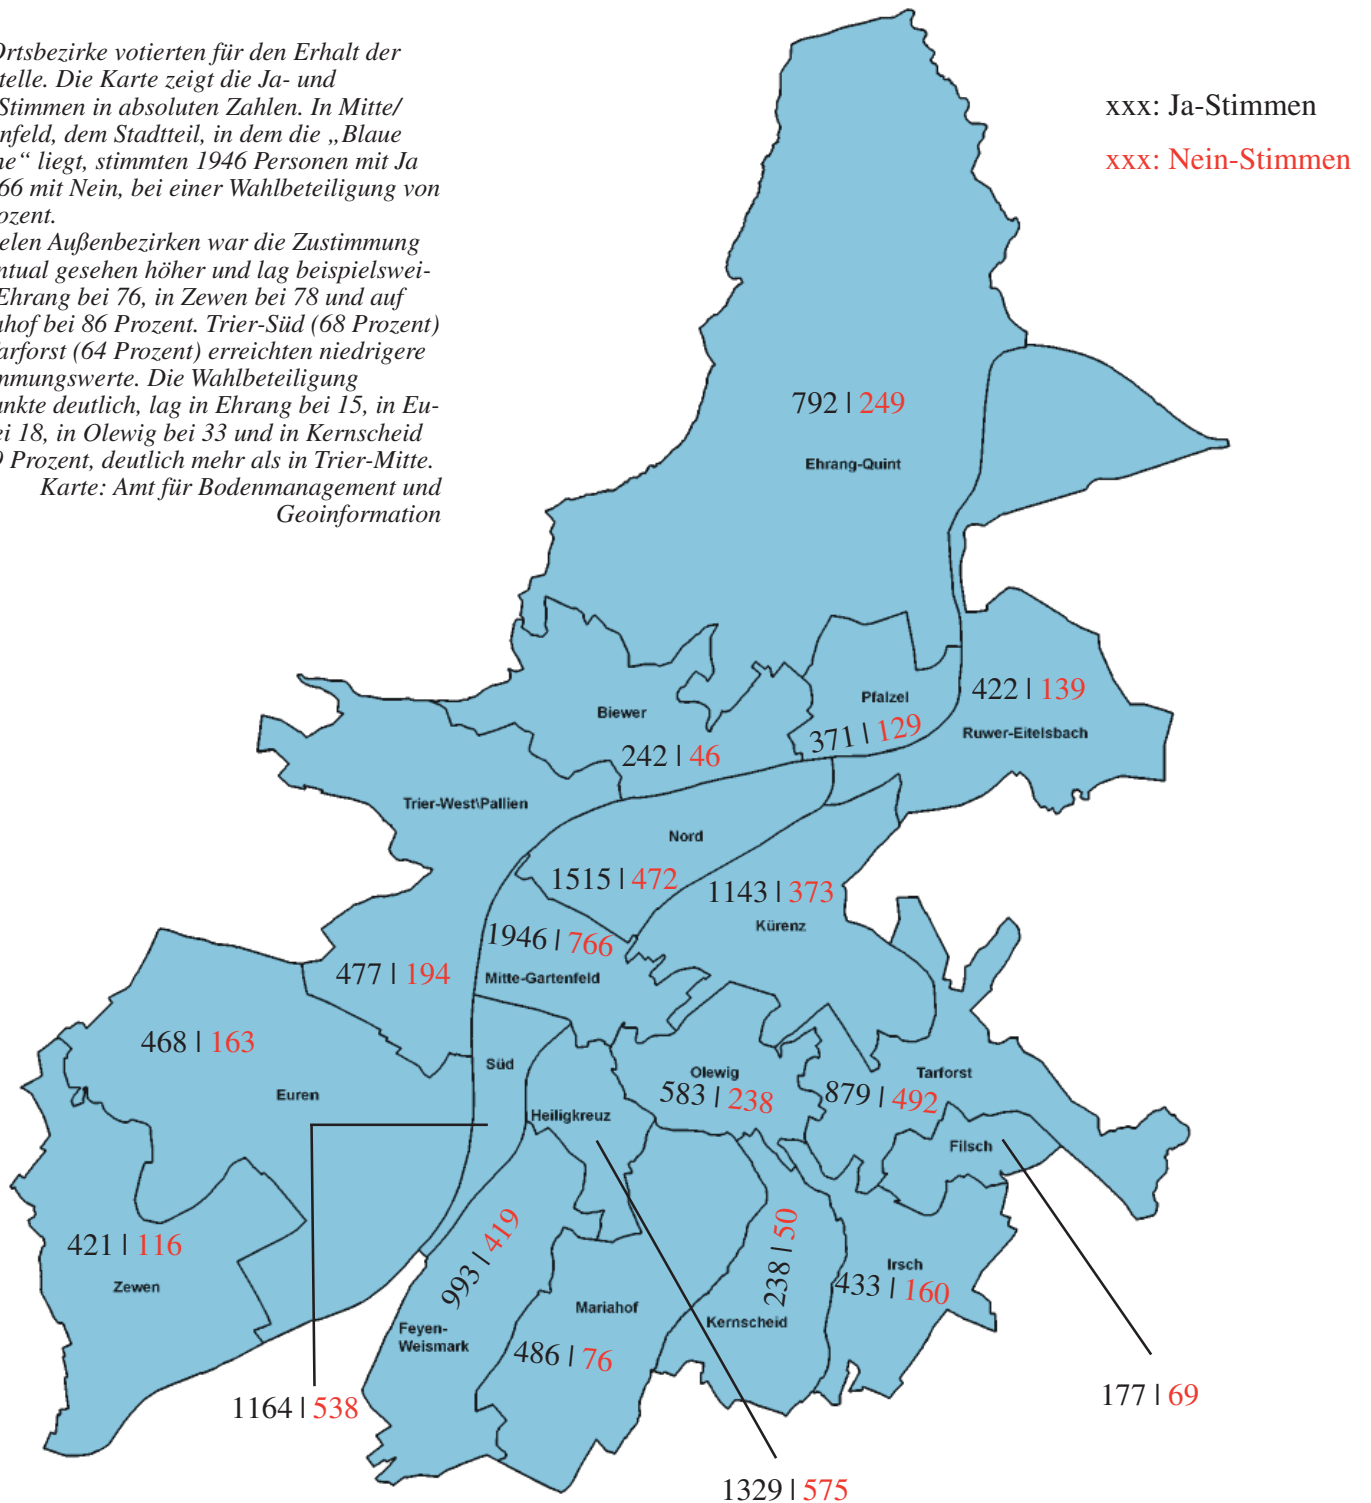 Ortsbezirke votierten für den Erhalt der
telle. Die Karte zeigt die Ja- und
Stimmen in absoluten Zahlen. In Mitte/
nfeld, dem Stadtteil, in dem die „Blaue
ne“ liegt, stimmten 1946 Personen mit Ja
66 mit Nein, bei einer Wahlbeteiligung von
ozent.
elen Außenbezirken war die Zustimmung
ntual gesehen höher und lag beispielswei-
Ehrang bei 76, in Zewen bei 78 und auf
hof bei 86 Prozent. Trier-Süd (68 Prozent)
arforst (64 Prozent) erreichten niedrigere
mmungswerte. Die Wahlbeteiligung
nkte deutlich, lag in Ehrang bei 15, in Eu-
ei 18, in Olewig bei 33 und in Kernscheid
9 Prozent, deutlich mehr als in Trier-Mitte.
Karte: Amt für Bodenmanagement und
Geoinformation
xxx: Ja-Stimmen
xxx: Nein-Stimmen
792 | 249
Ehrang-Quint
422 | 139
Ruwer-Eitelsbach
Pfalzel
371 | 129
Biewer
242 | 46
Trier-West\Pallien
477 | 194
Nord
1515 | 472
1143 | 373
Kürenz
1946 | 766
Mitte-Gartenfeld
468 | 163
Euren
Süd
1164 | 538
Heiligkreuz
1329 | 575
Olewig
583 | 238
Tarforst
879 | 492
Filsch
177 | 69
421 | 116
Zewen
993 | 419
Feyen-
Weismark
Mariahof
486 | 76
238 | 50
Kernscheid
Irsch
433 | 160